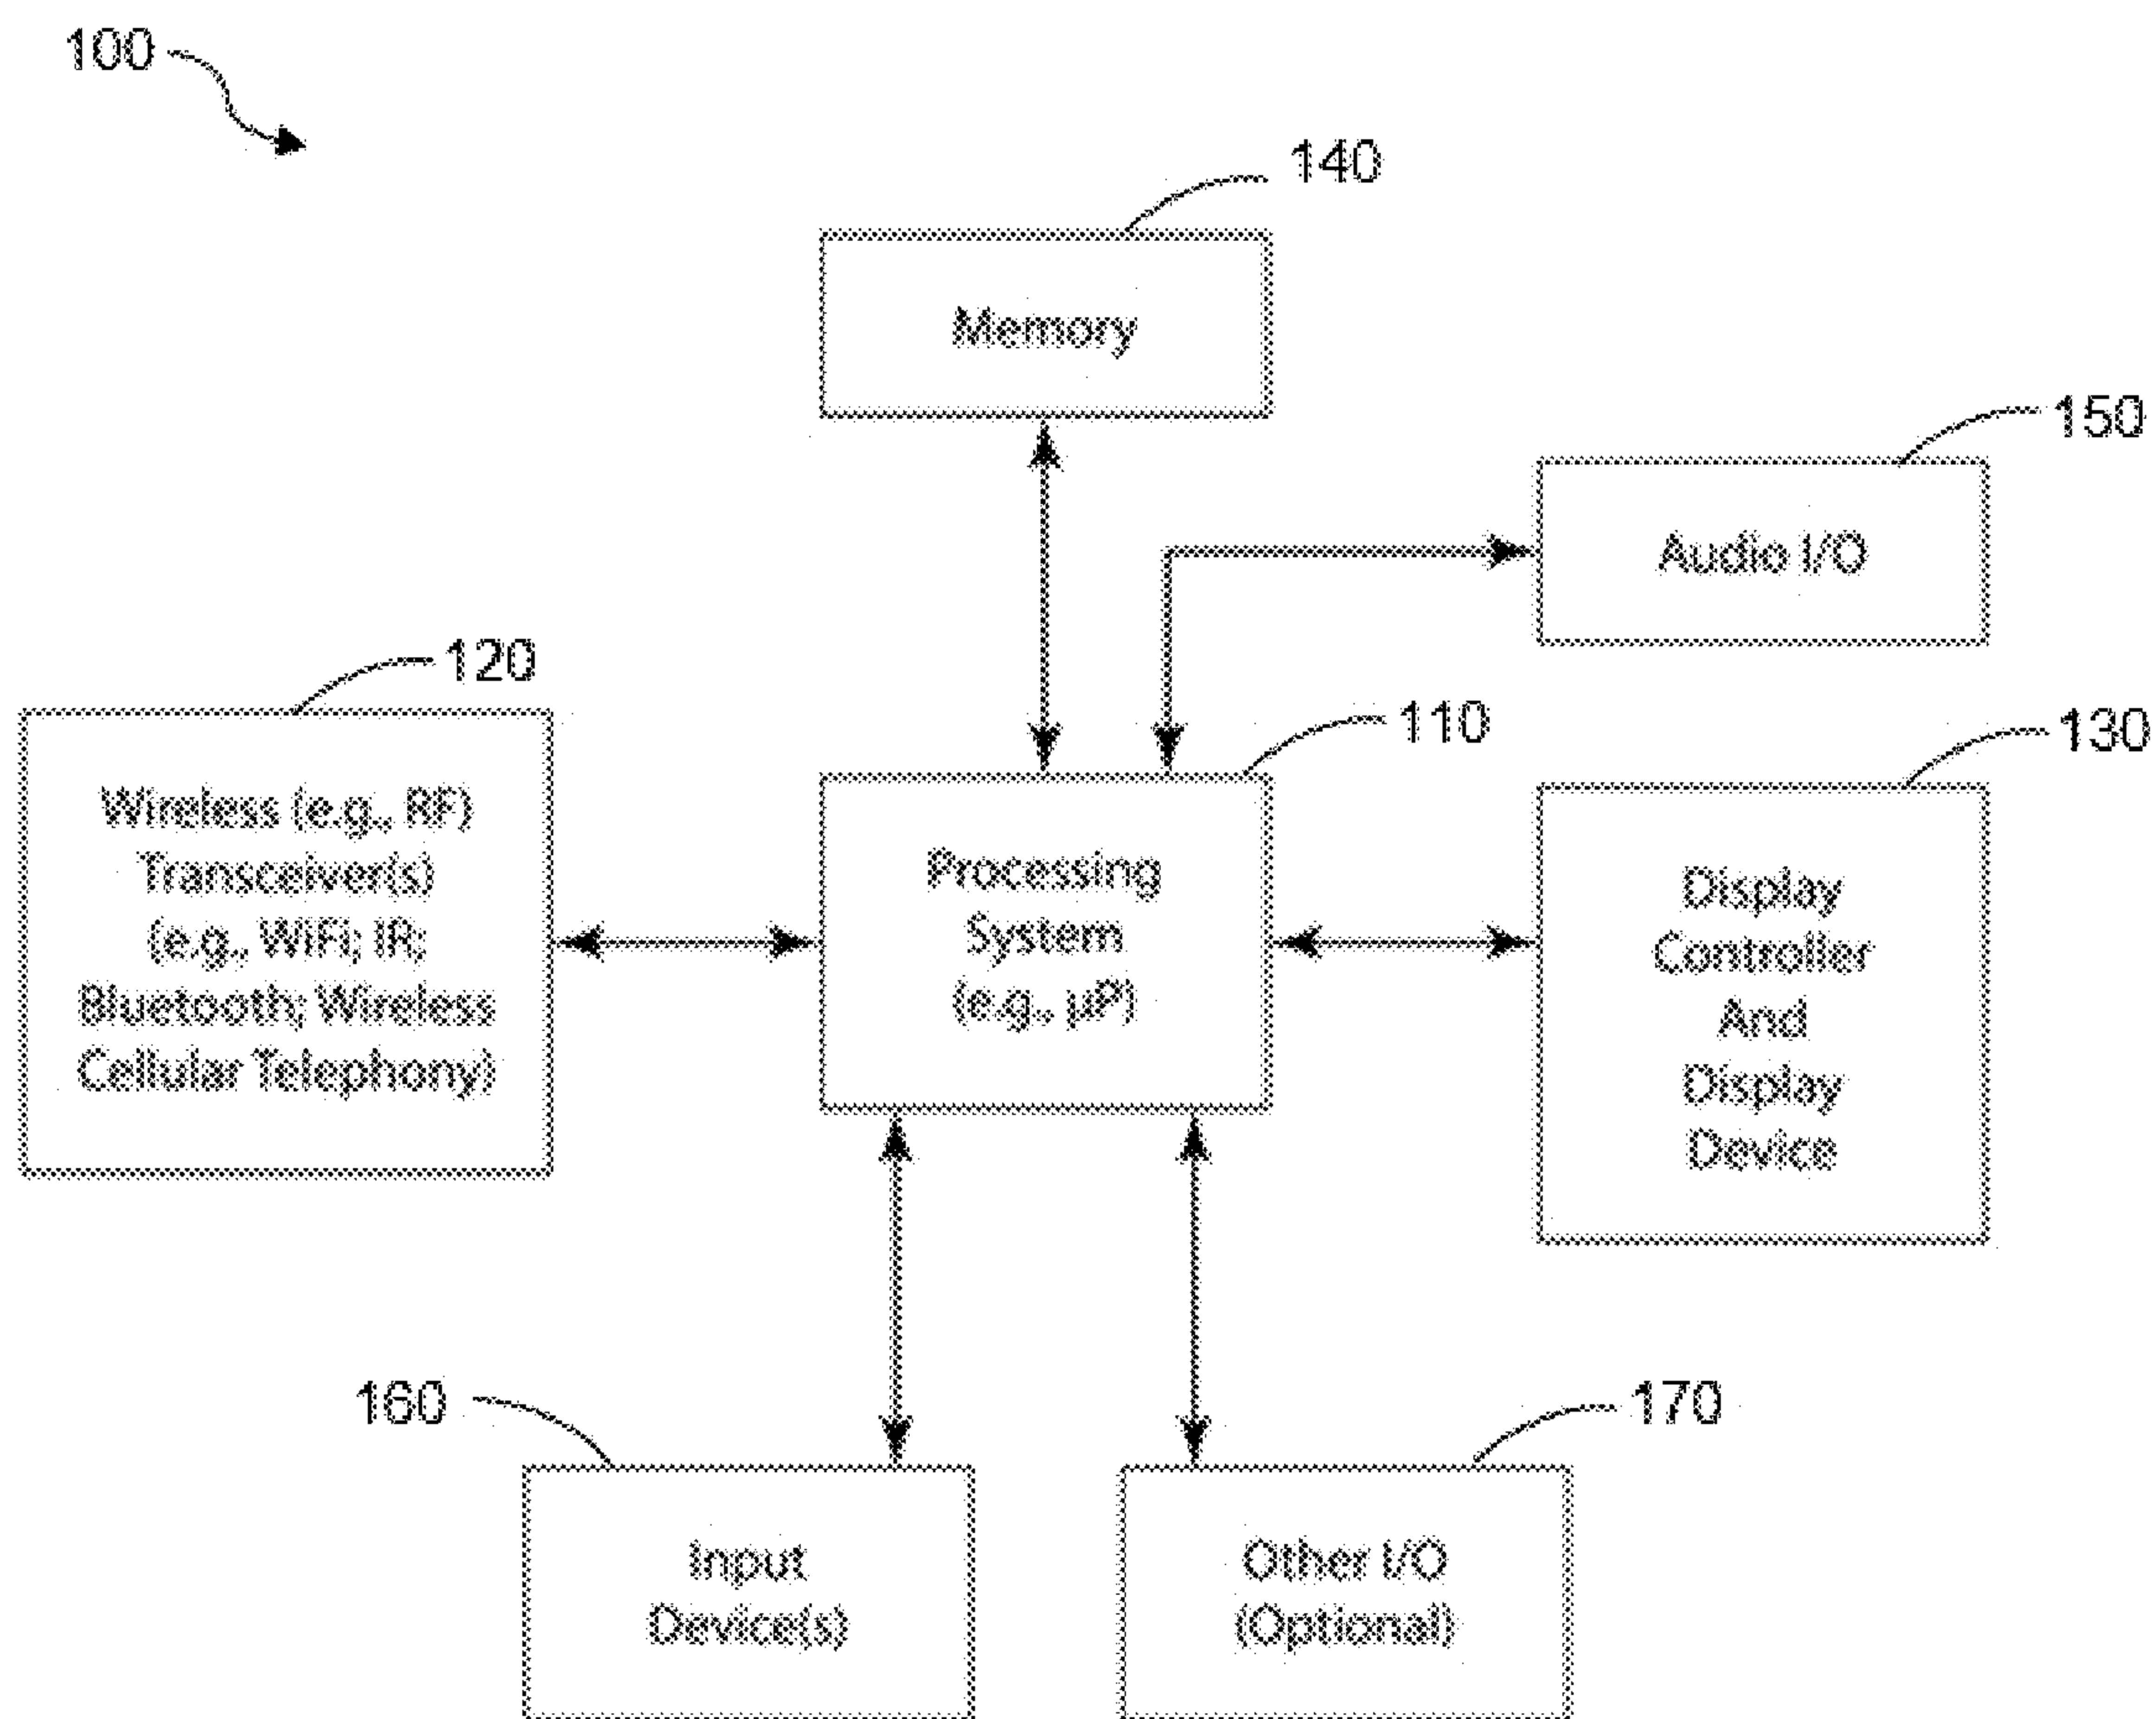 100
140
Memory
150
Audio I/O
120
110
130
Wireless (e.g., RF)
Transceiver(s)
(e.g., WiFi; IR;
Bluetooth; Wireless
Cellular Telephony)
Processing
System
(e.g., µP)
Display
Controller
And
Display
Device
160
170
Input
Device(s)
Other I/O
(Optional)